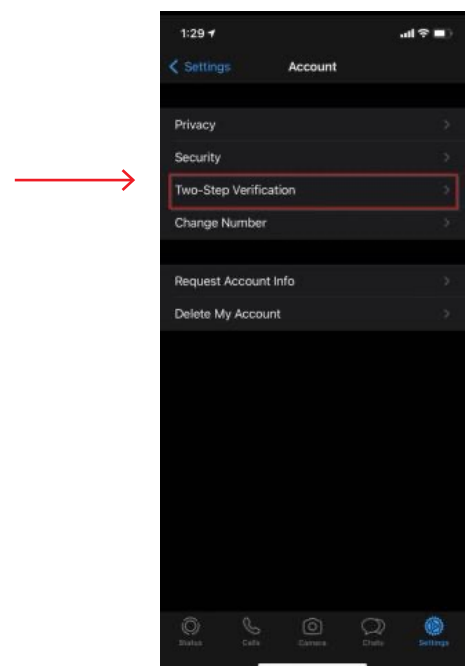 1:29
Settings Account
Privacy
Security
Two-Step Verification
Change Number
Request Account Info
Delete My Account
Status Calls Camera Chats Settings